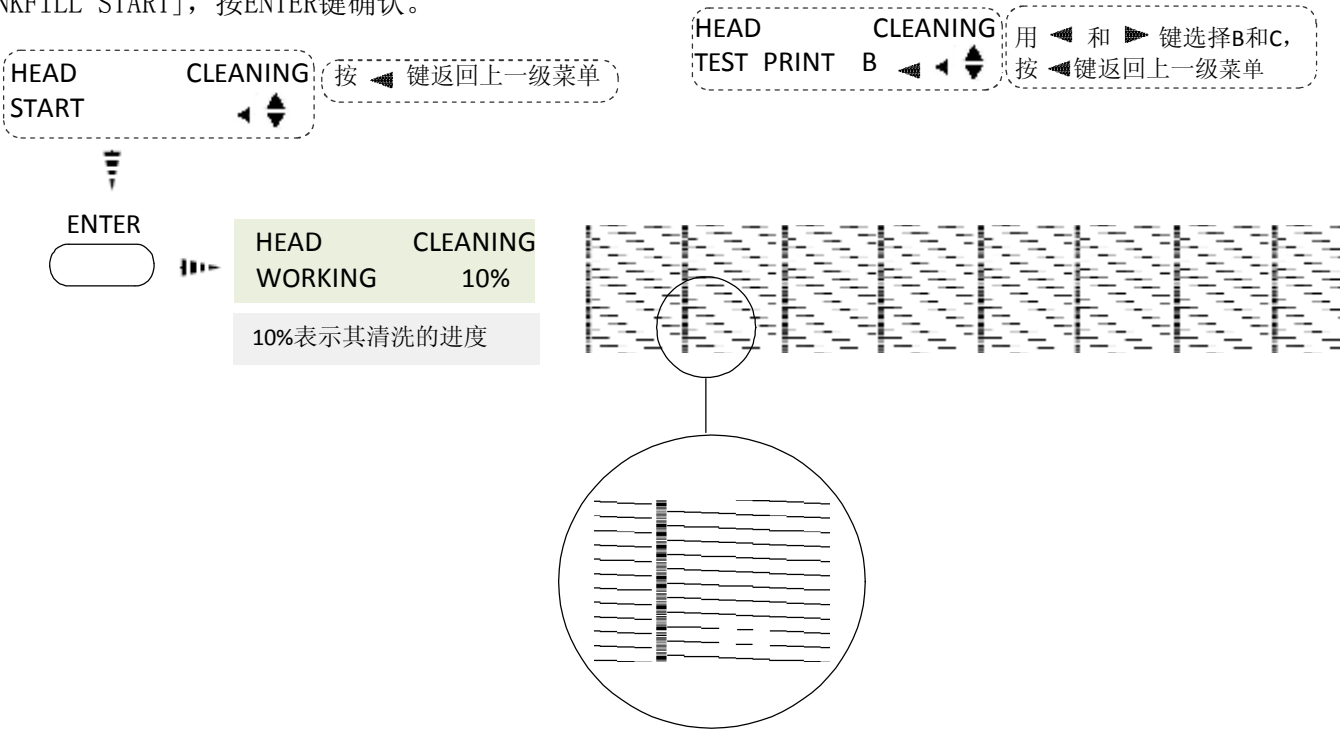 NKFILL START]，按ENTER键确认。
HEAD CLEANING
START
按 ◀ 键返回上一级菜单
HEAD CLEANING
TEST PRINT B
用 ◀ 和 ▶ 键选择B和C，
按 ◀键返回上一级菜单
ENTER
HEAD CLEANING
WORKING 10%
10%表示其清洗的进度